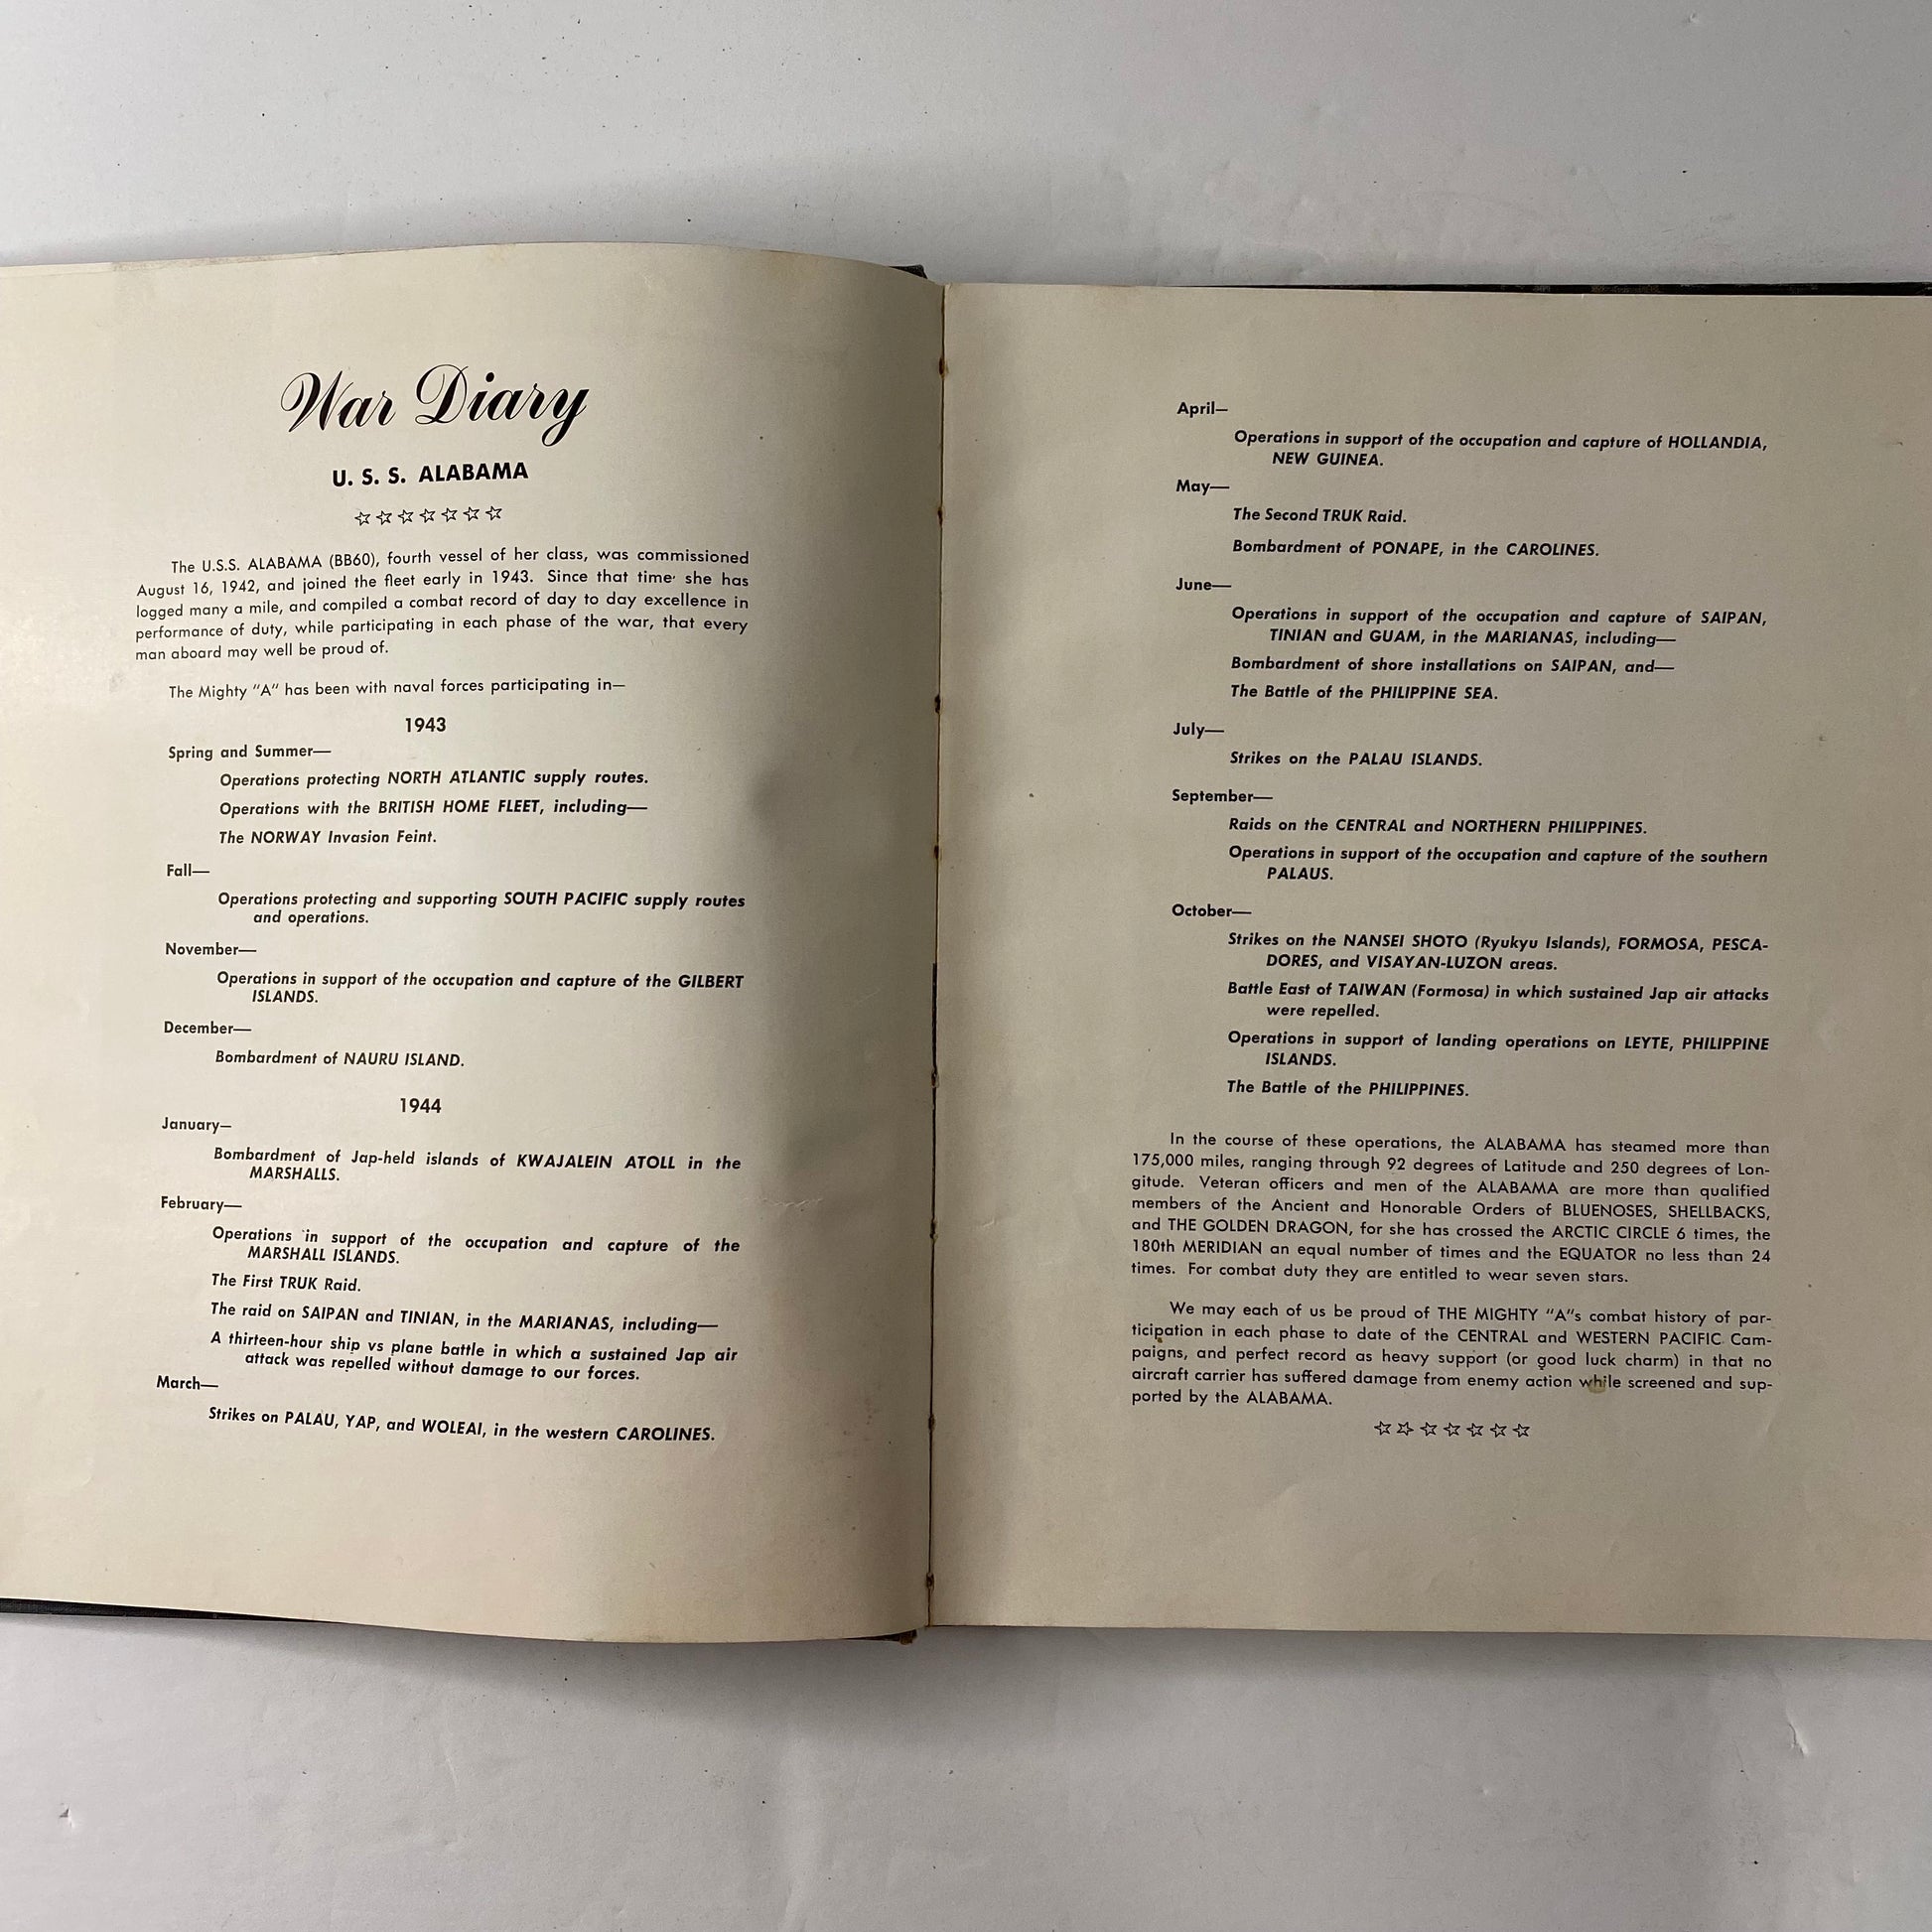 War Diary
U. S. S. ALABAMA
☆☆☆☆☆☆☆
The U.S.S. ALABAMA (BB60), fourth vessel of her class, was commissioned
August 16, 1942, and joined the fleet early in 1943. Since that time she has
logged many a mile, and compiled a combat record of day to day excellence in
performance of duty, while participating in each phase of the war, that every
man aboard may well be proud of.
The Mighty "A" has been with naval forces participating in—
1943
Spring and Summer—
Operations protecting NORTH ATLANTIC supply routes.
Operations with the BRITISH HOME FLEET, including—
The NORWAY Invasion Feint.
Fall—
Operations protecting and supporting SOUTH PACIFIC supply routes
and operations.
November—
Operations in support of the occupation and capture of the GILBERT
ISLANDS.
December—
Bombardment of NAURU ISLAND.
1944
January—
Bombardment of Jap-held islands of KWAJALEIN ATOLL in the
MARSHALLS.
February—
Operations in support of the occupation and capture of the
MARSHALL ISLANDS.
The First TRUK Raid.
The raid on SAIPAN and TINIAN, in the MARIANAS, including—
A thirteen-hour ship vs plane battle in which a sustained Jap air
attack was repelled without damage to our forces.
March—
Strikes on PALAU, YAP, and WOLEAI, in the western CAROLINES.
April—
Operations in support of the occupation and capture of HOLLANDIA,
NEW GUINEA.
May—
The Second TRUK Raid.
Bombardment of PONAPE, in the CAROLINES.
June—
Operations in support of the occupation and capture of SAIPAN,
TINIAN and GUAM, in the MARIANAS, including—
Bombardment of shore installations on SAIPAN, and—
The Battle of the PHILIPPINE SEA.
July—
Strikes on the PALAU ISLANDS.
September—
Raids on the CENTRAL and NORTHERN PHILIPPINES.
Operations in support of the occupation and capture of the southern
PALAUS.
October—
Strikes on the NANSEI SHOTO (Ryukyu Islands), FORMOSA, PESCA-
DORES, and VISAYAN-LUZON areas.
Battle East of TAIWAN (Formosa) in which sustained Jap air attacks
were repelled.
Operations in support of landing operations on LEYTE, PHILIPPINE
ISLANDS.
The Battle of the PHILIPPINES.
In the course of these operations, the ALABAMA has steamed more than
175,000 miles, ranging through 92 degrees of Latitude and 250 degrees of Lon-
gitude. Veteran officers and men of the ALABAMA are more than qualified
members of the Ancient and Honorable Orders of BLUENOSES, SHELLBACKS,
and THE GOLDEN DRAGON, for she has crossed the ARCTIC CIRCLE 6 times, the
180th MERIDIAN an equal number of times and the EQUATOR no less than 24
times. For combat duty they are entitled to wear seven stars.
We may each of us be proud of THE MIGHTY "A"s combat history of par-
ticipation in each phase to date of the CENTRAL and WESTERN PACIFIC Cam-
paigns, and perfect record as heavy support (or good luck charm) in that no
aircraft carrier has suffered damage from enemy action while screened and sup-
ported by the ALABAMA.
☆☆☆☆☆☆☆